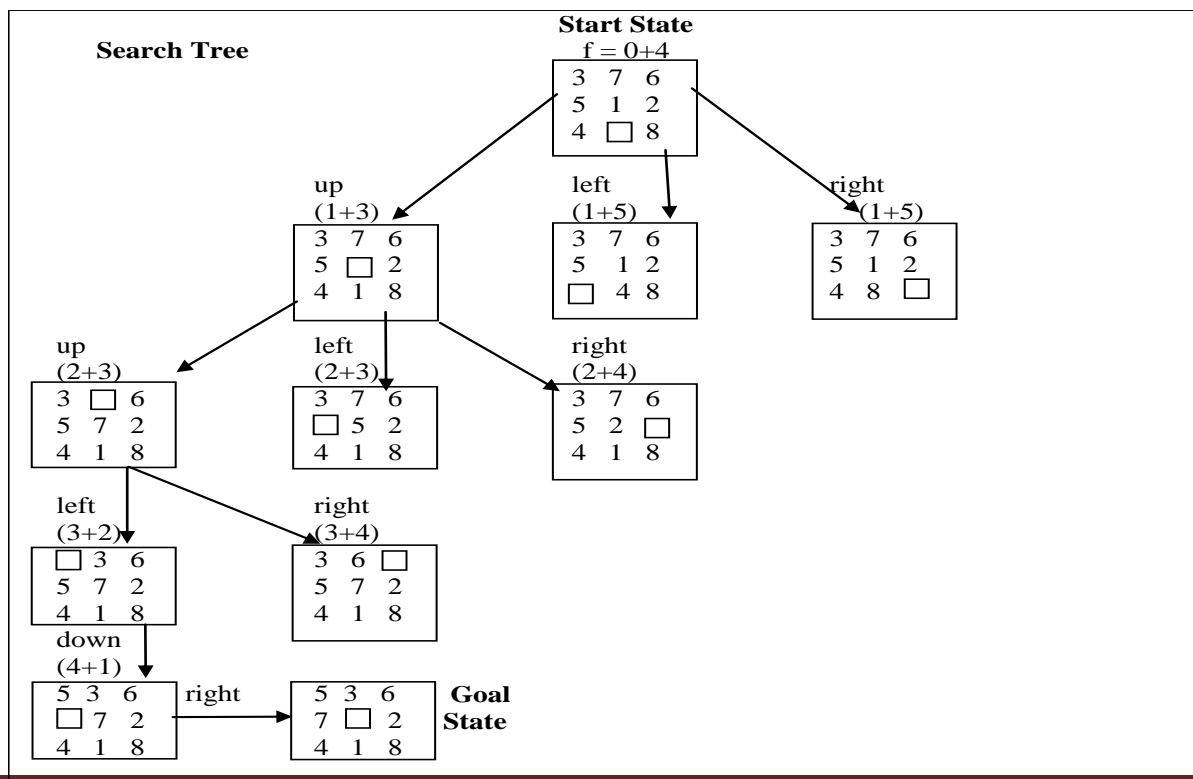 Start State
Search Tree
f = 0+4
3 7 6
5 1 2
4 8
up
(1+3)
3 7 6
5 2
4 1 8
left
(1+5)
3 7 6
5 1 2
4 8
right
(1+5)
3 7 6
5 1 2
4 8
up
(2+3)
3 6
5 7 2
4 1 8
left
(2+3)
3 7 6
5 2
4 1 8
right
(2+4)
3 7 6
5 2
4 1 8
left
(3+2)
3 6
5 7 2
4 1 8
right
(3+4)
3 6
5 7 2
4 1 8
down
(4+1)
5 3 6
7 2
4 1 8
right
5 3 6
7 2
4 1 8
Goal
State